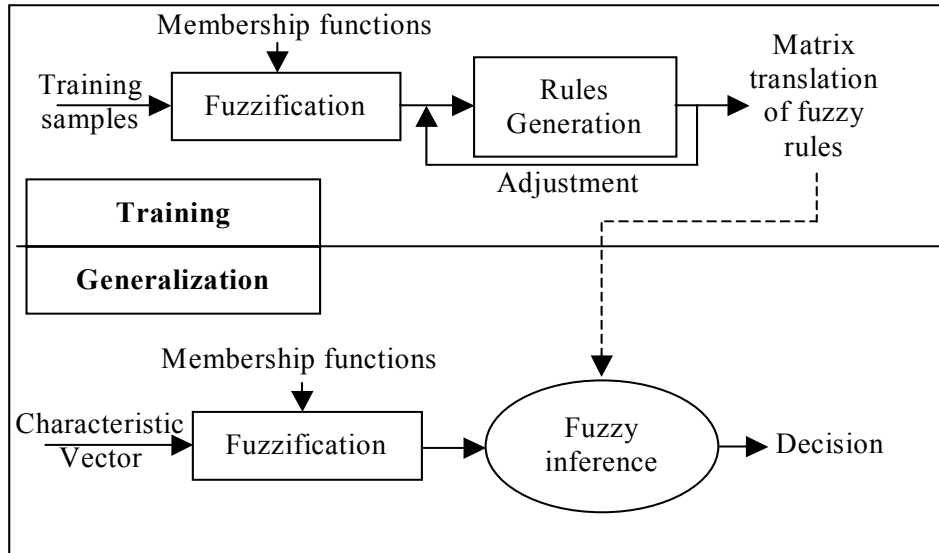 Membership functions
Training
samples
Fuzzification
Rules
Generation
Matrix
translation
of fuzzy
rules
Adjustment
Training
Generalization
Membership functions
Characteristic
Vector
Fuzzification
Fuzzy
inference
Decision